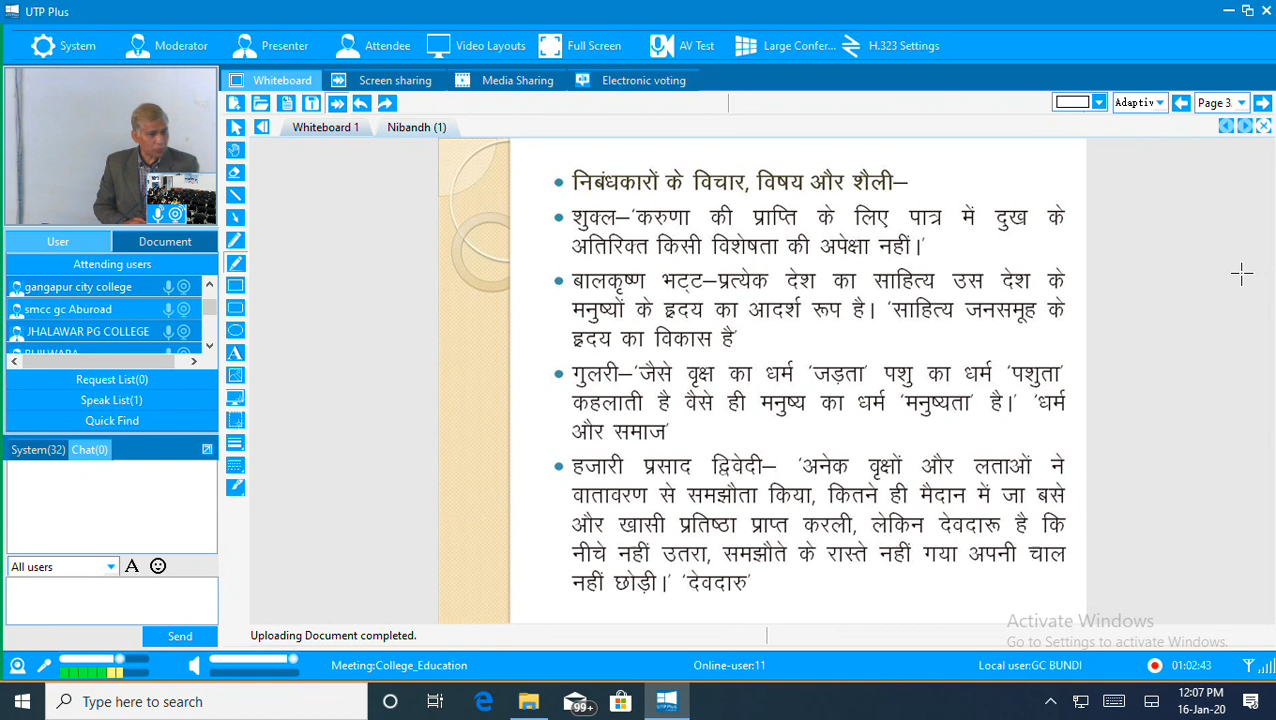 UTP Plus
System
Moderator
Presenter
Attendee
Video Layouts
Full Screen
AV Test
Large Confer...
H.323 Settings
Whiteboard
Screen sharing
Media Sharing
Electronic voting
Adaptiv
Page 3
Whiteboard 1
Nibandh (1)
User
Document
Attending users
gangapur city college
smcc gc Aburoad
JHALAWAR PG COLLEGE
BHILWARA
Request List(0)
Speak List(1)
Quick Find
System(32)
Chat(0)
All users
A
Send
• निबंधकारों के विचार, विषय और शैली–
• शुक्ल–‘करुणा की प्राप्ति के लिए पात्र में दुख के
अतिरिक्त किसी विशेषता की अपेक्षा नहीं।’
• बालकृष्ण भट्ट–प्रत्येक देश का साहित्य उस देश के
मनुष्यों के हृदय का आदर्श रूप है। ‘साहित्य जनसमूह के
हृदय का विकास है’
• गुलरी–‘जैसे वृक्ष का धर्म ‘जड़ता’ पशु का धर्म ‘पशुता’
कहलाती है वैसे ही मनुष्य का धर्म ‘मनुष्यता’ है।’ ‘धर्म
और समाज’
• हजारी प्रसाद द्विवेदी– ‘अनेक वृक्षों और लताओं ने
वातावरण से समझौता किया, कितने ही मैदान में जा बसे
और खासी प्रतिष्ठा प्राप्त करली, लेकिन देवदारू है कि
नीचे नहीं उतरा, समझौते के रास्ते नहीं गया अपनी चाल
नहीं छोड़ी।’ ‘देवदारु’
Activate Windows
Go to Settings to activate Windows.
Uploading Document completed.
Meeting:College_Education
Online-user:11
Local user:GC BUNDI
01:02:43
Type here to search
99+
12:07 PM
16-Jan-20